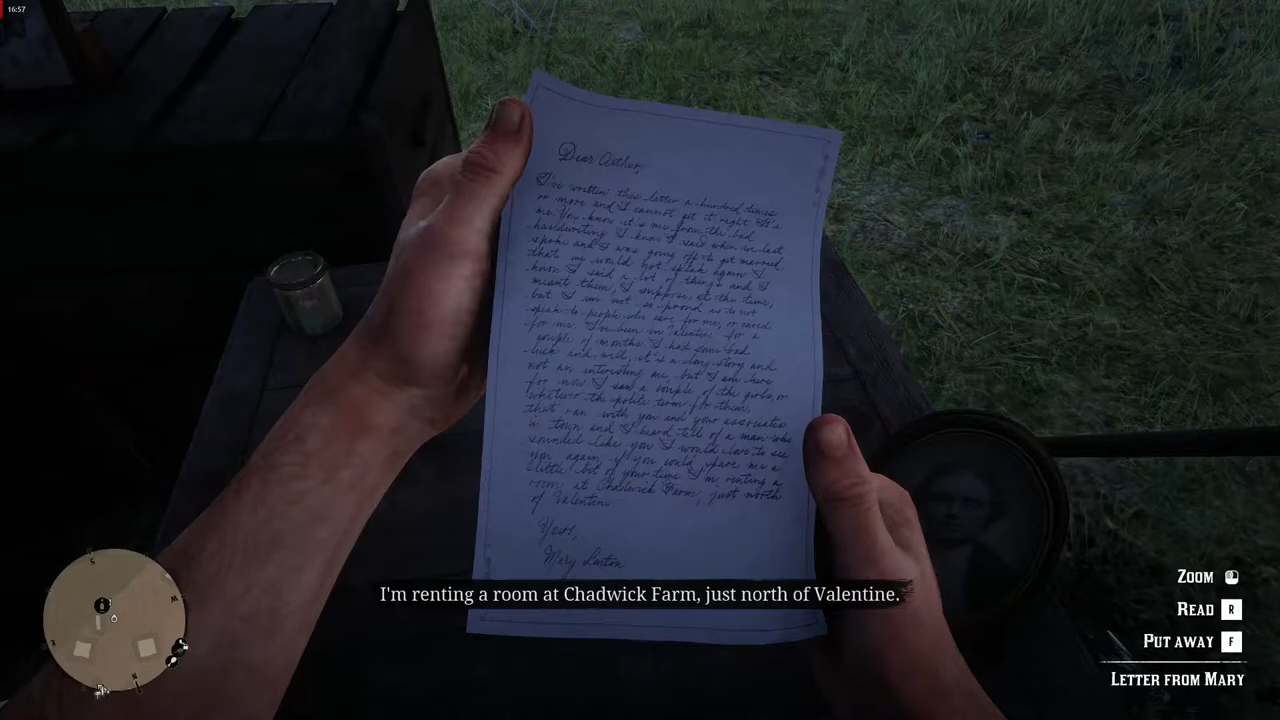 16:57
Dear Arthur,
I've written this letter a hundred times
or more and I cannot get it right. It's
me. You know it's me from the bad
handwriting. I know I said when we last
spoke and I was going off to get married,
that we would not speak again. I
know I said a lot of things and I
meant them, I suppose, at the time,
but I am not so proud as to not
speak to people who care for me, or cared
for me. I've been in Valentine for a
couple of months. I had some bad
luck and well, it's a long story and
not an interesting one, but I am here
for now. I saw a couple of the girls, or
whatever the polite term for them,
that ran with you and your associates
in town and I heard tell of a man who
sounded like you. I would love to see
you again, if you would spare me a
little bit of your time. I'm renting a
room at Chadwick Farm, just north
of Valentine.
Yours,
Mary Linton
I'm renting a room at Chadwick Farm, just north of Valentine.
ZOOM
READ R
PUT AWAY F
LETTER FROM MARY
S
W
E
N